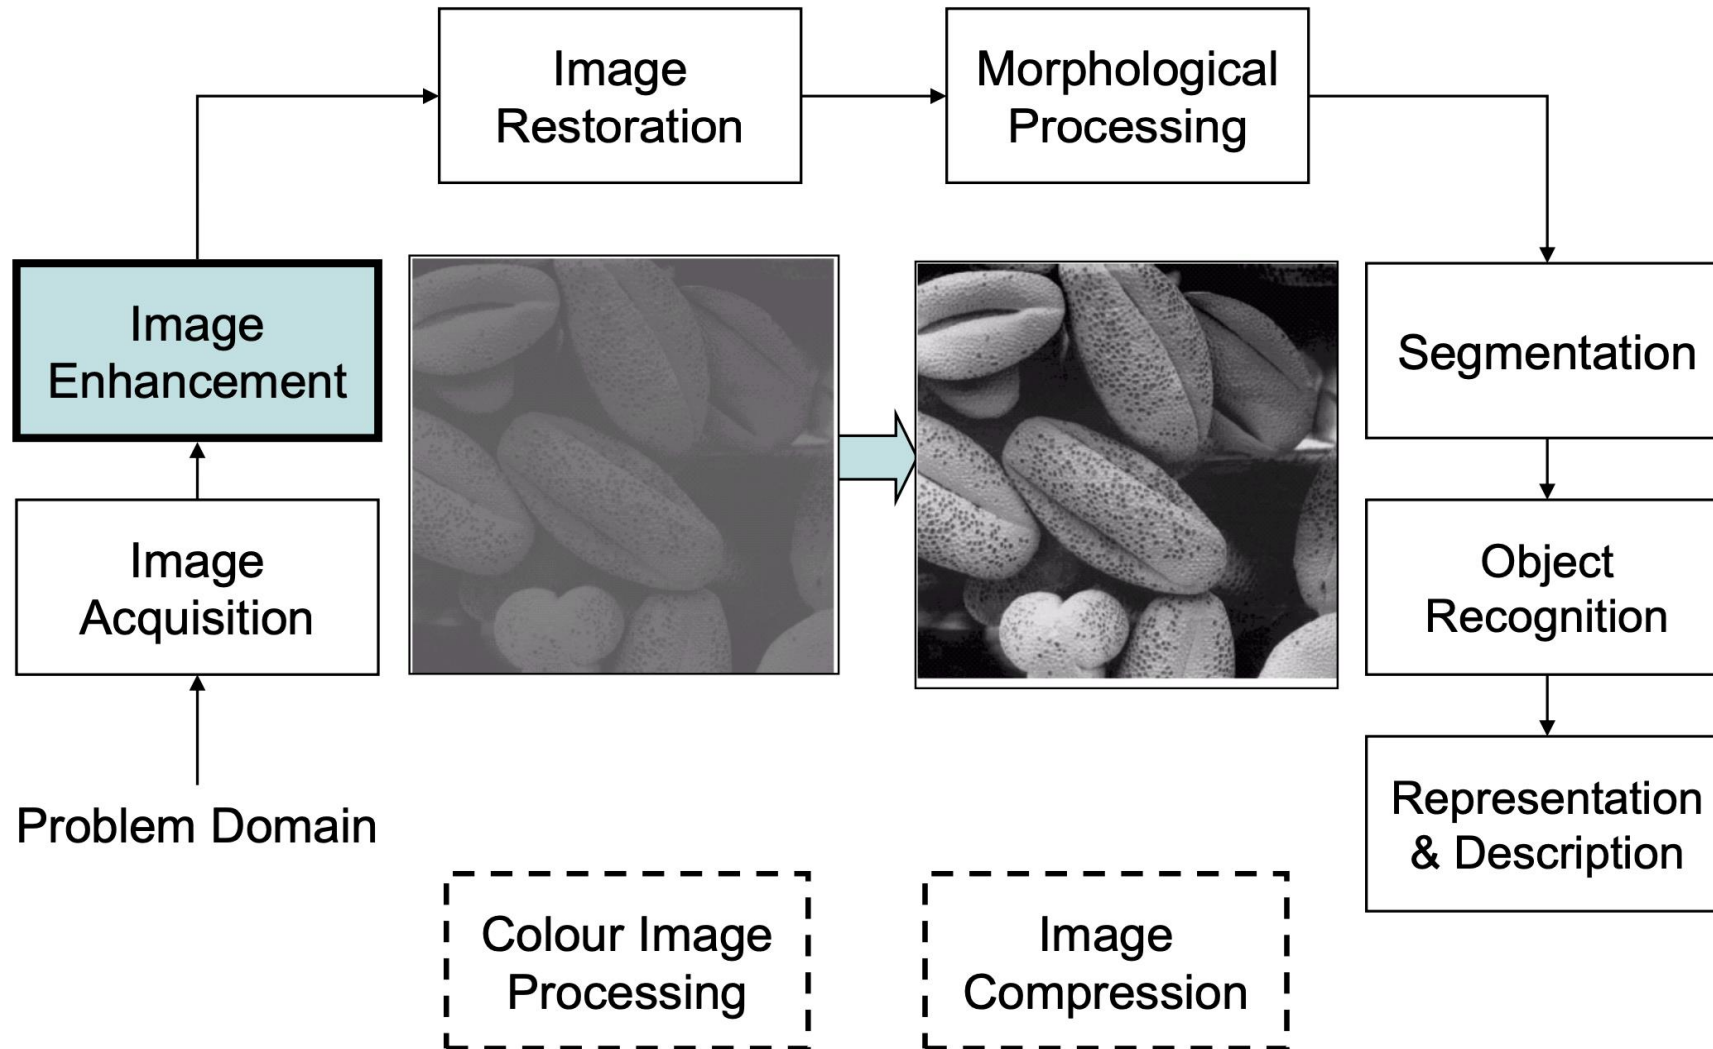 Image
Restoration
Morphological
Processing
Image
Enhancement
Segmentation
Image
Acquisition
Object
Recognition
Problem Domain
Representation
& Description
Colour Image
Processing
Image
Compression